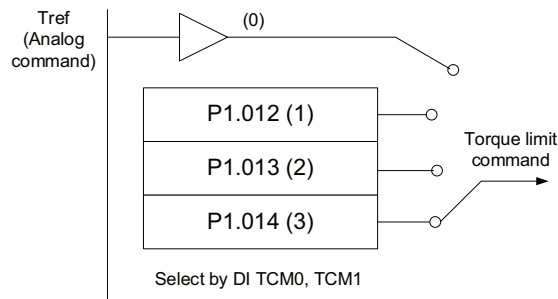 Tref
(Analog
command)
(0)
P1.012 (1)
P1.013 (2)
P1.014 (3)
Torque limit
command
Select by DI TCM0, TCM1